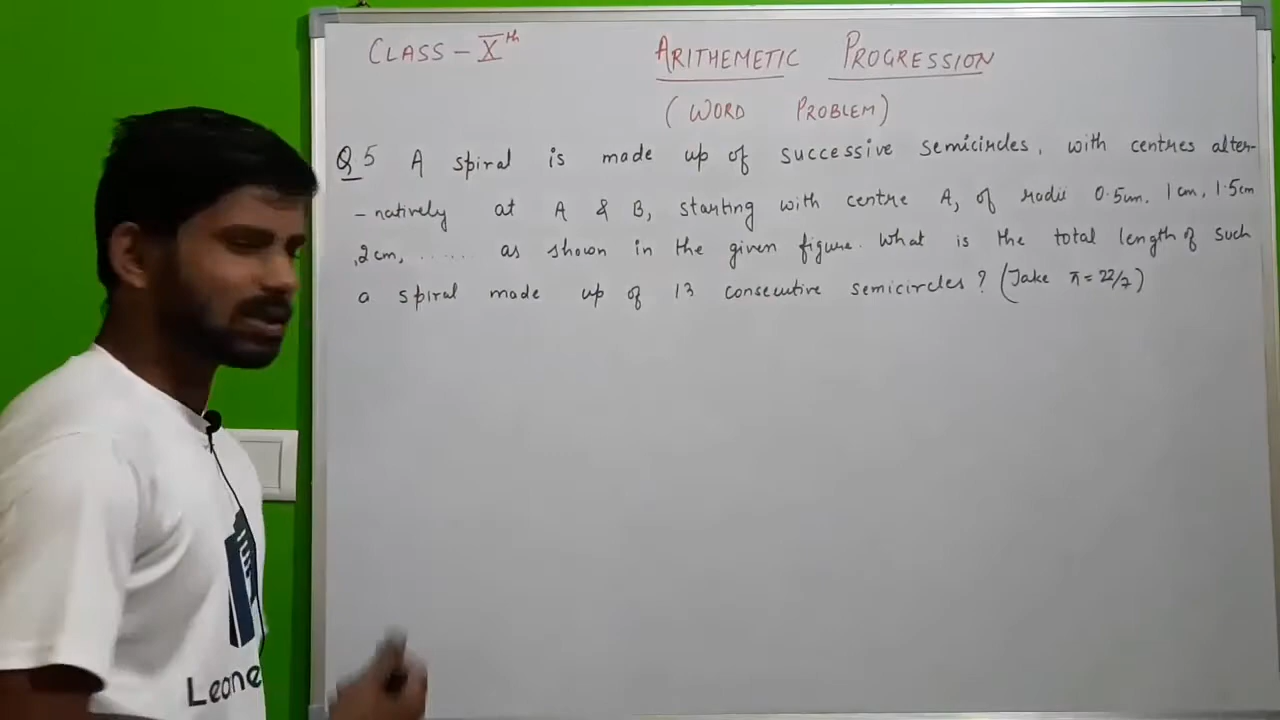 CLASS - Xth
ARITHEMETIC PROGRESSION
(WORD PROBLEM)
Q.5 A spiral is made up of successive semicircles, with centres alter-
- natively at A & B, starting with centre A, of radii 0.5cm, 1cm, 1.5cm
,2cm, ....... as shown in the given figure. What is the total length of such
a spiral made up of 13 consecutive semicircles? (Take π = 22/7)